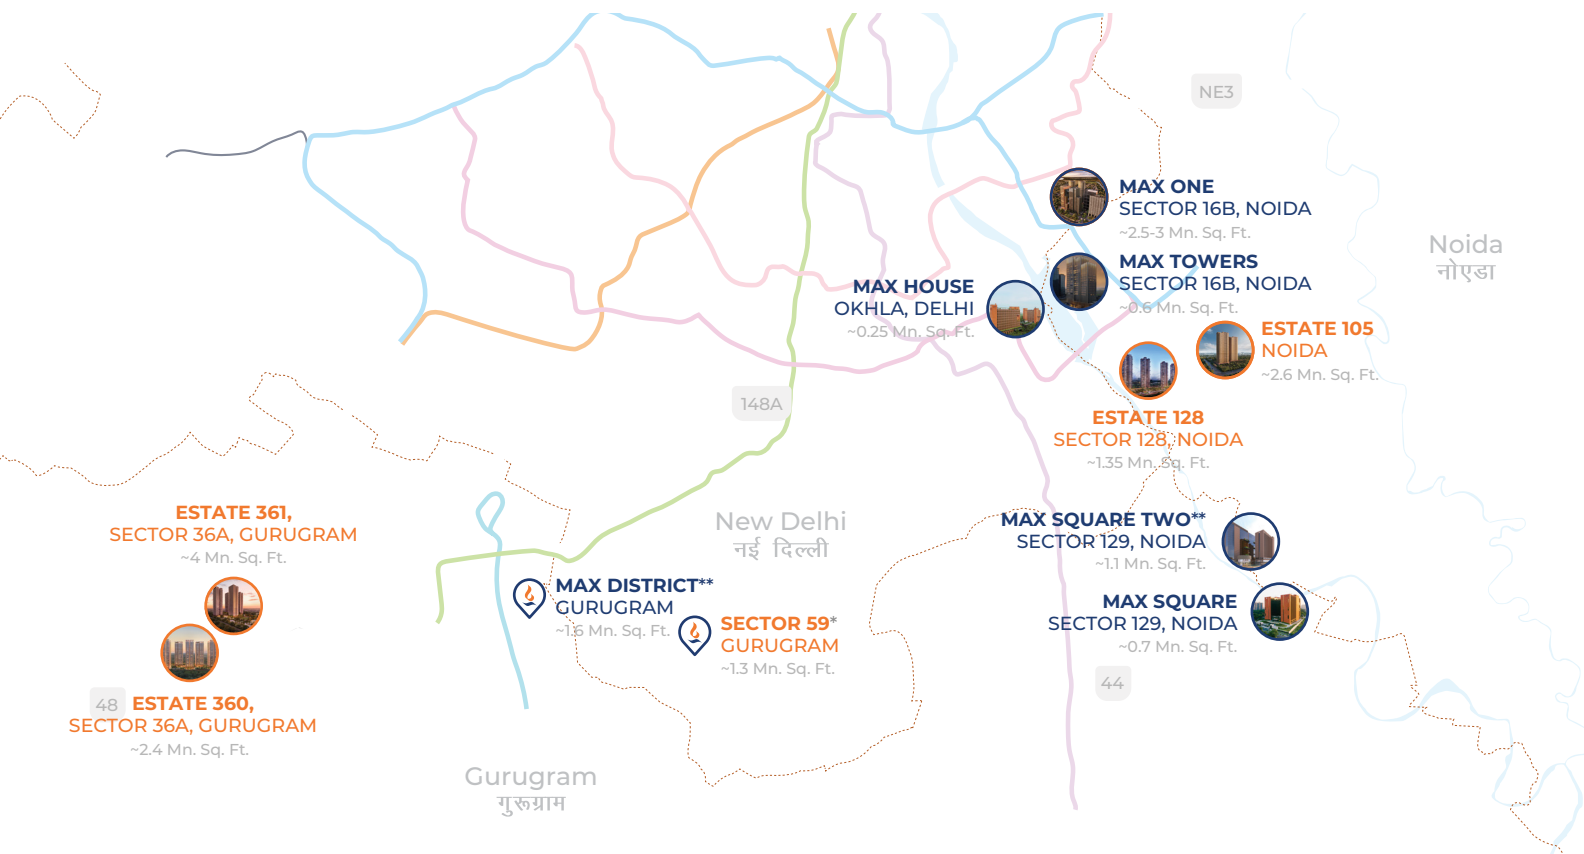 NE3
MAX ONE
SECTOR 16B, NOIDA
~2.5-3 Mn. Sq. Ft.
Noida
नोएडा
MAX TOWERS
SECTOR 16B, NOIDA
~0.6 Mn. Sq. Ft.
MAX HOUSE
OKHLA, DELHI
~0.25 Mn. Sq. Ft.
ESTATE 105
NOIDA
~2.6 Mn. Sq. Ft.
148A
ESTATE 128
SECTOR 128, NOIDA
~1.35 Mn. Sq. Ft.
ESTATE 361,
SECTOR 36A, GURUGRAM
~4 Mn. Sq. Ft.
New Delhi
नई दिल्ली
MAX SQUARE TWO**
SECTOR 129, NOIDA
~1.1 Mn. Sq. Ft.
MAX DISTRICT**
GURUGRAM
~1.6 Mn. Sq. Ft.
SECTOR 59*
GURUGRAM
~1.3 Mn. Sq. Ft.
MAX SQUARE
SECTOR 129, NOIDA
~0.7 Mn. Sq. Ft.
44
48
ESTATE 360,
SECTOR 36A, GURUGRAM
~2.4 Mn. Sq. Ft.
Gurugram
गुरूग्राम